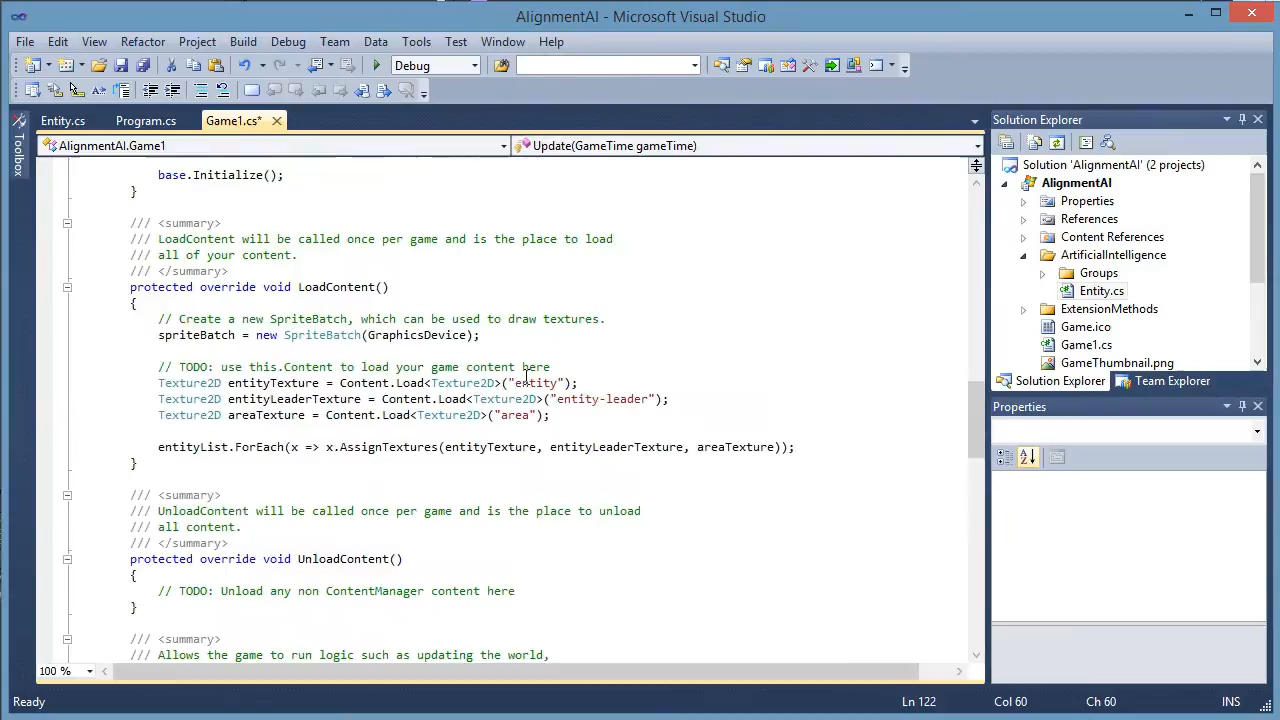 AlignmentAI - Microsoft Visual Studio
File Edit View Refactor Project Build Debug Team Data Tools Test Window Help
Debug
Entity.cs Program.cs Game1.cs*
AlignmentAI.Game1 Update(GameTime gameTime)
Toolbox
base.Initialize();
}
/// <summary>
/// LoadContent will be called once per game and is the place to load
/// all of your content.
/// </summary>
protected override void LoadContent()
{
// Create a new SpriteBatch, which can be used to draw textures.
spriteBatch = new SpriteBatch(GraphicsDevice);
// TODO: use this.Content to load your game content here
Texture2D entityTexture = Content.Load<Texture2D>("entity");
Texture2D entityLeaderTexture = Content.Load<Texture2D>("entity-leader");
Texture2D areaTexture = Content.Load<Texture2D>("area");
entityList.ForEach(x => x.AssignTextures(entityTexture, entityLeaderTexture, areaTexture));
}
/// <summary>
/// UnloadContent will be called once per game and is the place to unload
/// all content.
/// </summary>
protected override void UnloadContent()
{
// TODO: Unload any non ContentManager content here
}
/// <summary>
/// Allows the game to run logic such as updating the world,
100 %
Solution Explorer
Solution 'AlignmentAI' (2 projects)
AlignmentAI
Properties
References
Content References
ArtificialIntelligence
Groups
Entity.cs
ExtensionMethods
Game.ico
Game1.cs
GameThumbnail.png
Solution Explorer Team Explorer
Properties
Ready Ln 122 Col 60 Ch 60 INS